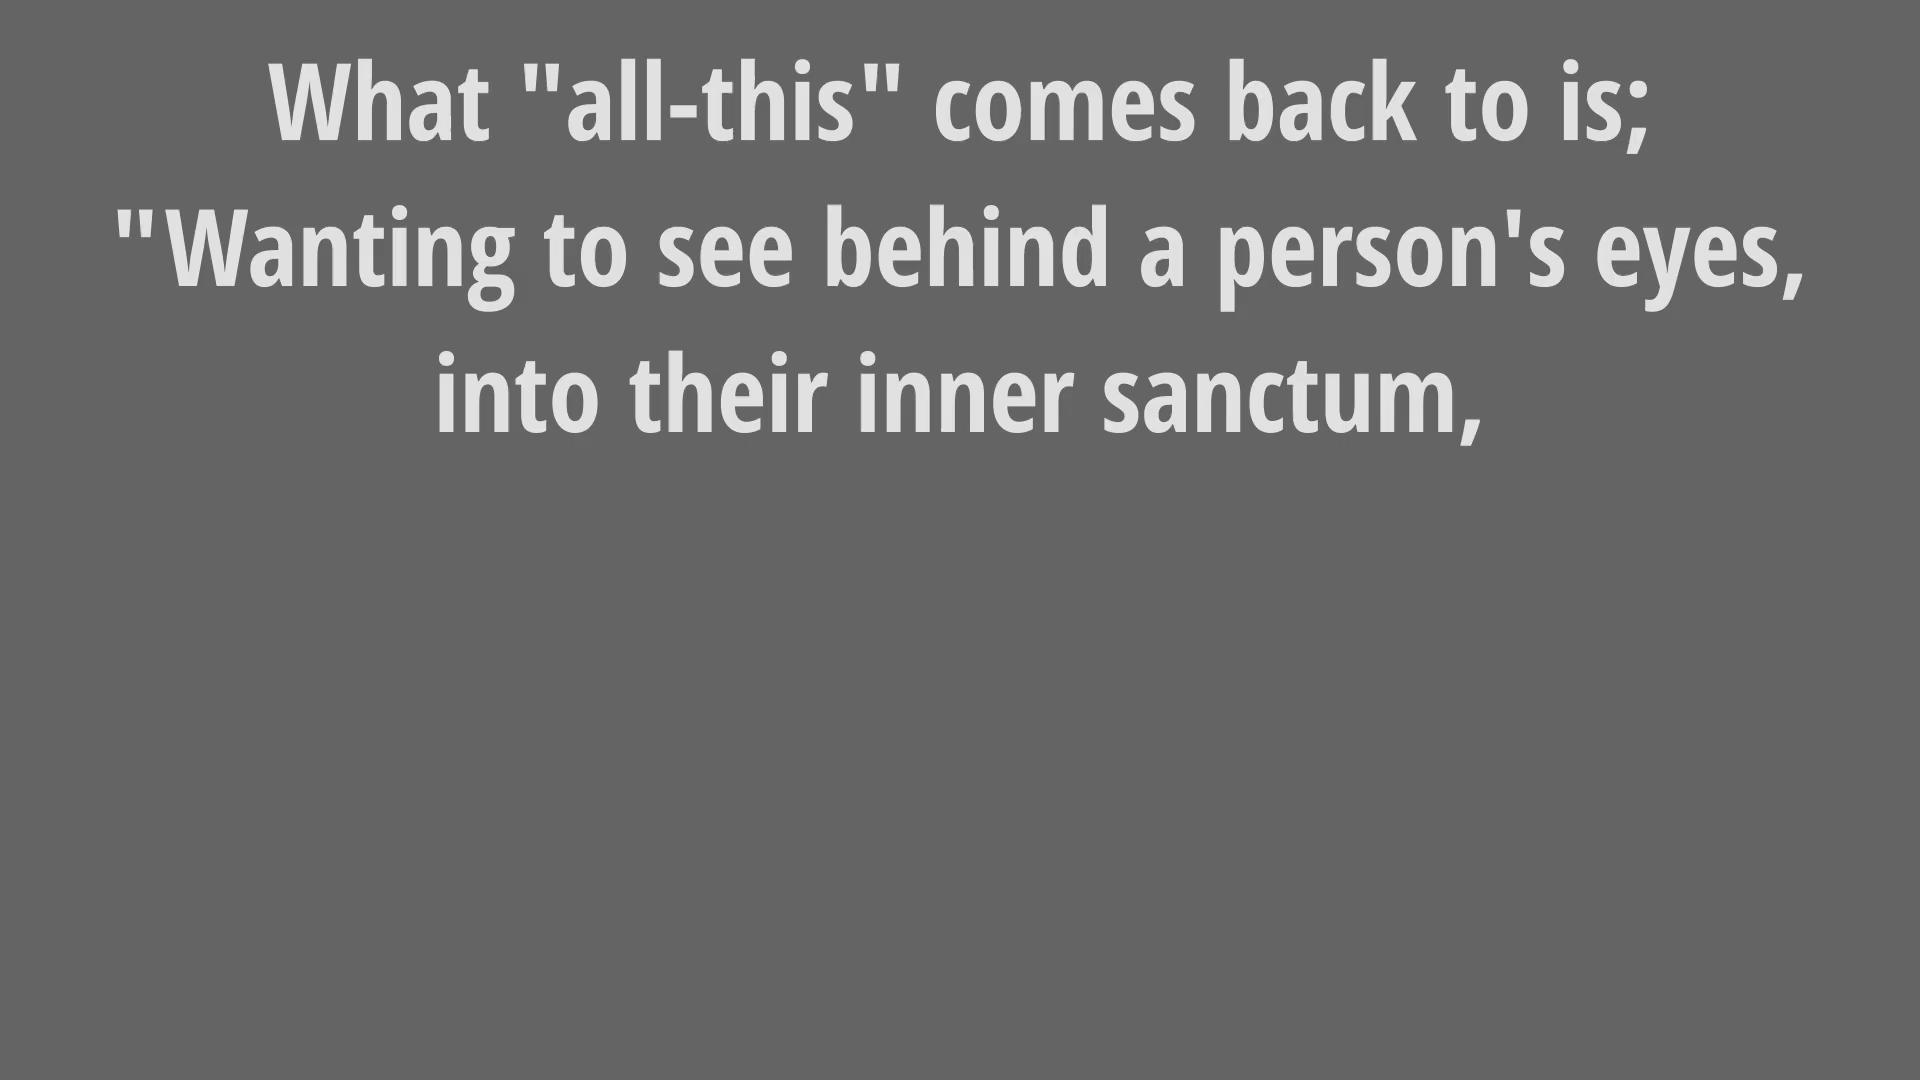 What "all-this" comes back to is;
"Wanting to see behind a person's eyes,
into their inner sanctum,